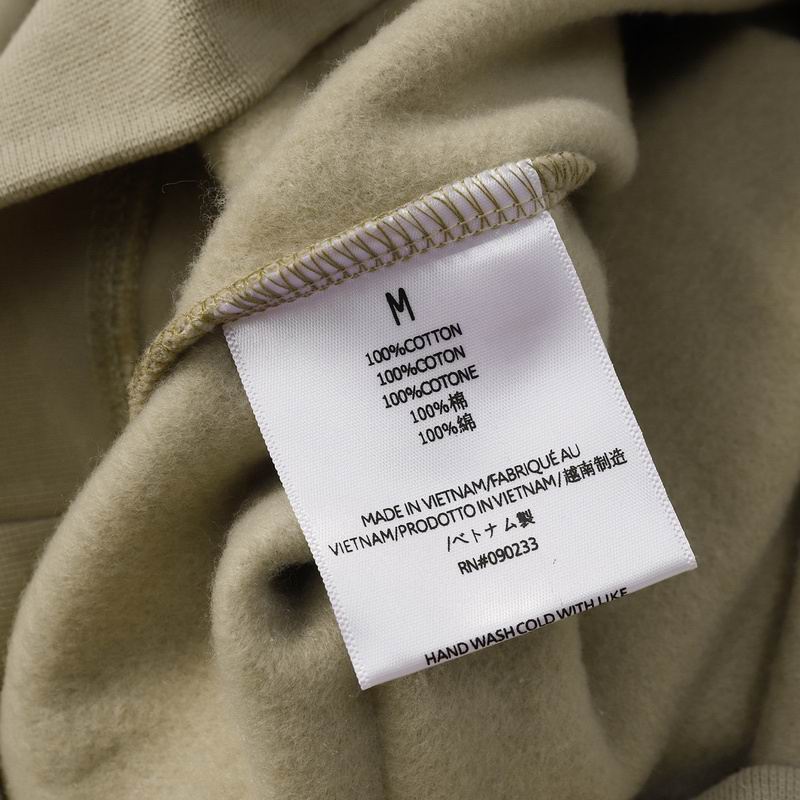 M
100%COTTON
100%COTON
100%COTONE
100%棉
100%綿
MADE IN VIETNAM/FABRIQUÉ AU
VIETNAM/PRODOTTO IN VIETNAM/越南制造
/ベトナム製
RN#090233
HAND WASH COLD WITH LIKE